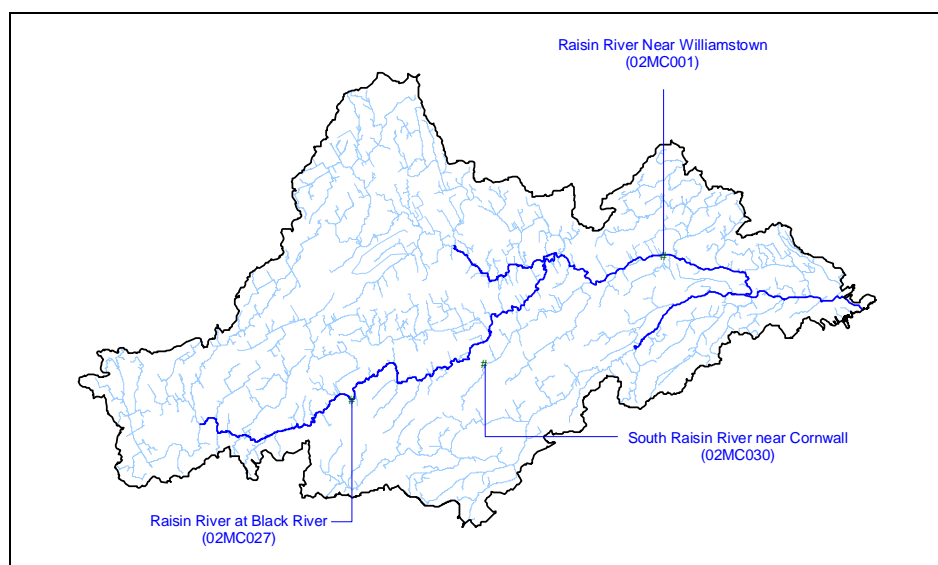 Raisin River Near Williamstown
(02MC001)
#
#
#
South Raisin River near Cornwall
(02MC030)
Raisin River at Black River
(02MC027)